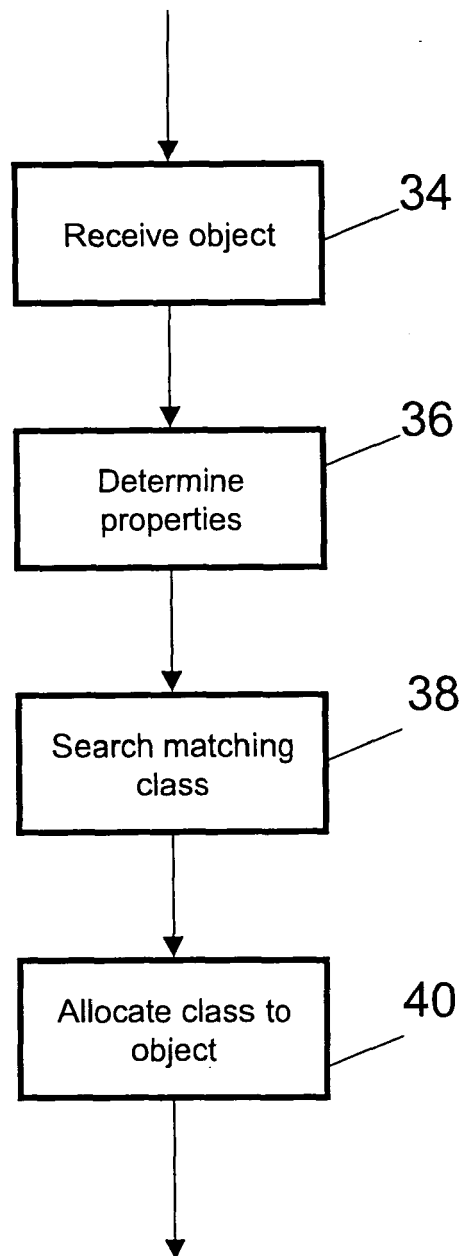 34
Receive object
36
Determine
properties
38
Search matching
class
40
Allocate class to
object